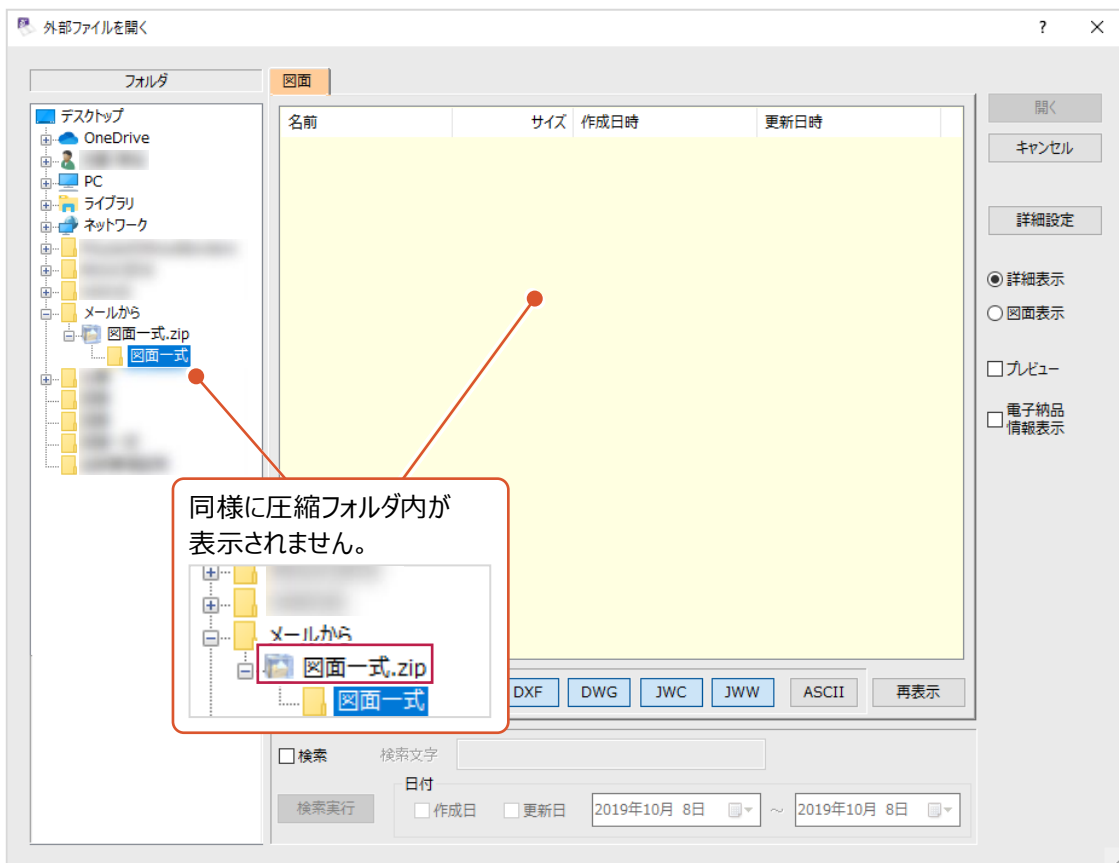 外部ファイルを開く
?
フォルダ
図面
デスクトップ
OneDrive
PC
ライブラリ
ネットワーク
メールから
図面一式.zip
図面一式
名前 サイズ 作成日時 更新日時
開く
キャンセル
詳細設定
詳細表示
図面表示
プレビュー
電子納品
情報表示
同様に圧縮フォルダ内が
表示されません。
メールから
図面一式.zip
図面一式
DXF DWG JWC JWW ASCII 再表示
検索 検索文字
日付
検索実行 作成日 更新日 2019年10月 8日 ～ 2019年10月 8日